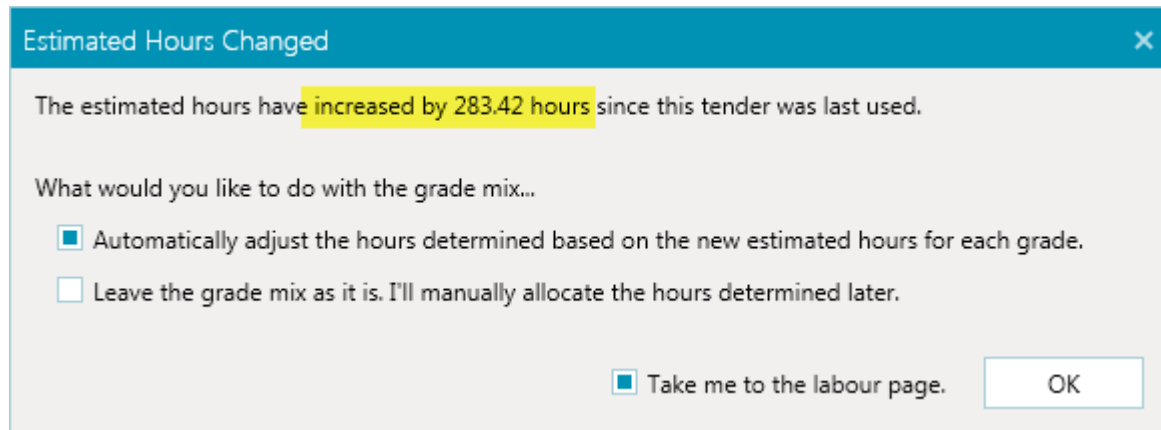 Estimated Hours Changed
The estimated hours have increased by 283.42 hours since this tender was last used.
What would you like to do with the grade mix...
Automatically adjust the hours determined based on the new estimated hours for each grade.
Leave the grade mix as it is. I'll manually allocate the hours determined later.
Take me to the labour page.
OK